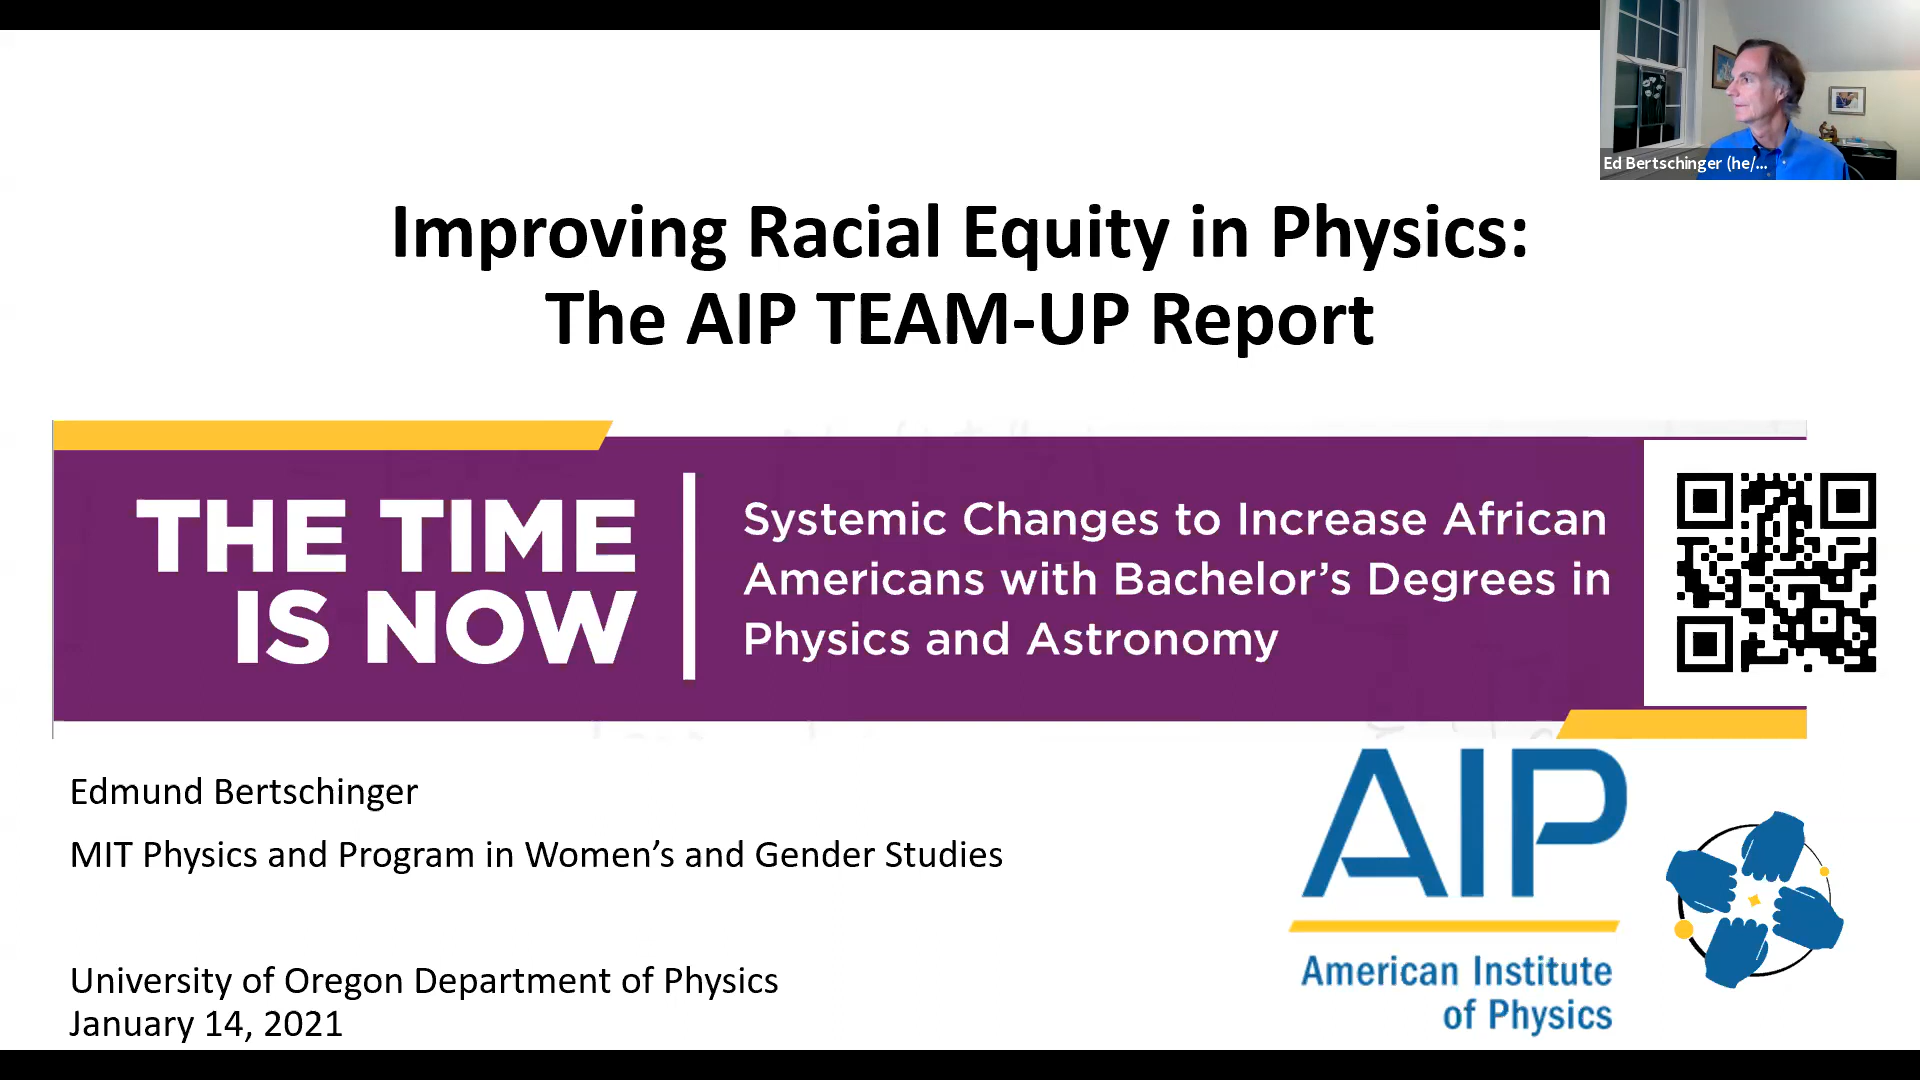 Ed Bertschinger (he/...
Improving Racial Equity in Physics:
The AIP TEAM-UP Report
THE TIME
IS NOW
Systemic Changes to Increase African
Americans with Bachelor’s Degrees in
Physics and Astronomy
Edmund Bertschinger
MIT Physics and Program in Women’s and Gender Studies
University of Oregon Department of Physics
January 14, 2021
AIP
American Institute
of Physics